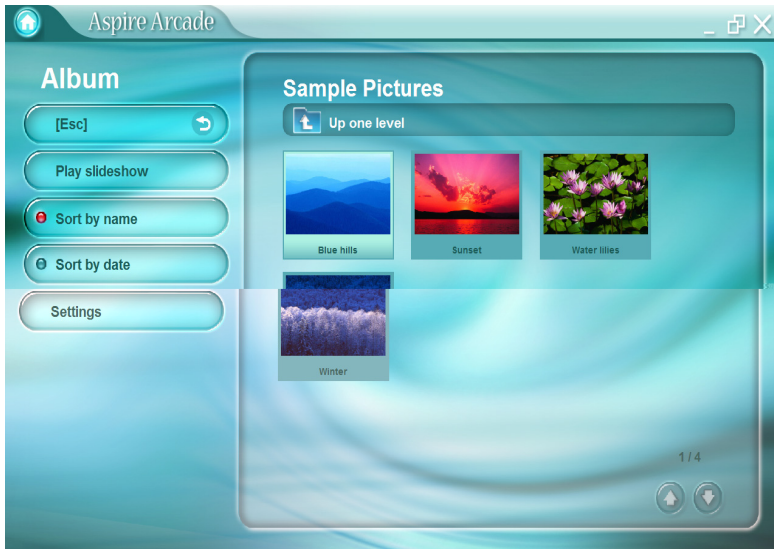 Aspire Arcade
Album
[Esc]
Play slideshow
Sort by name
Sort by date
Settings
Sample Pictures
Up one level
Blue hills
Sunset
Water lilies
Winter
1 / 4